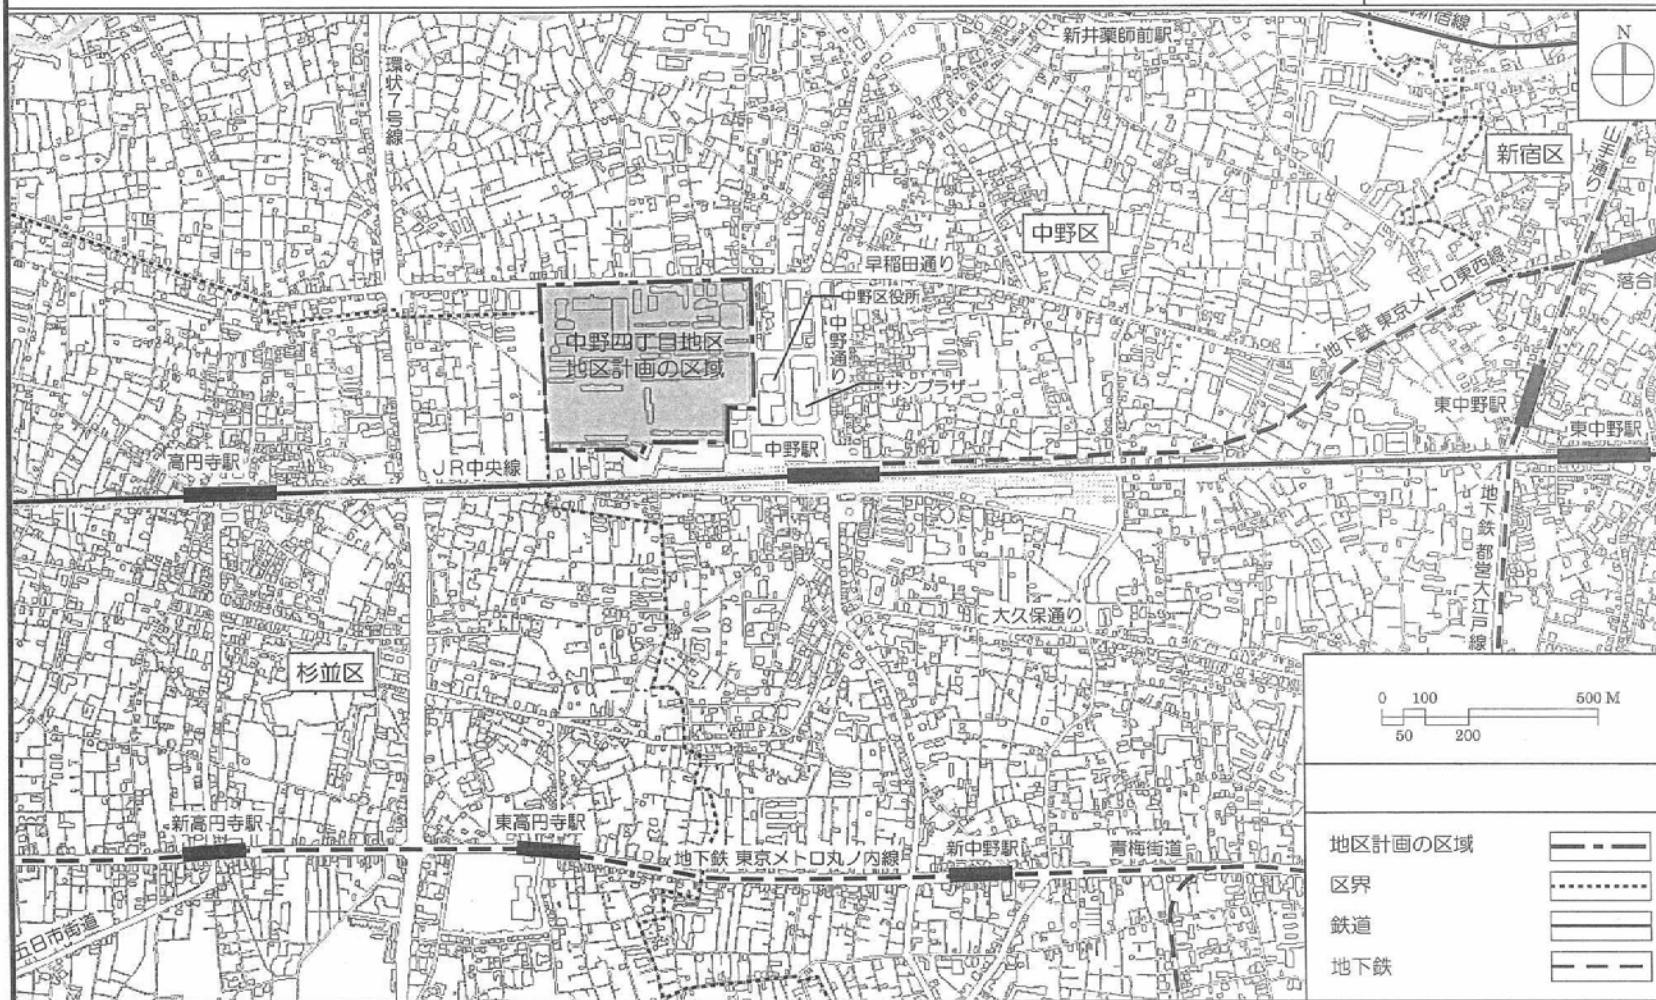 新宿線
新井薬師前駅
N
環状7号線
新宿区
山手通り
中野区
早稲田通り
地下鉄 東京メトロ東西線
落合
中野区役所
中野通り
中野四丁目地区
地区計画の区域
サンプラザ
東中野駅
東中野駅
中野駅
高円寺駅
JR中央線
地下鉄 都営大江戸線
大久保通り
杉並区
0 100 500 M
50 200
新高円寺駅
東高円寺駅
地下鉄 東京メトロ丸ノ内線
新中野駅
青梅街道
五日市街道
地区計画の区域
区界
鉄道
地下鉄